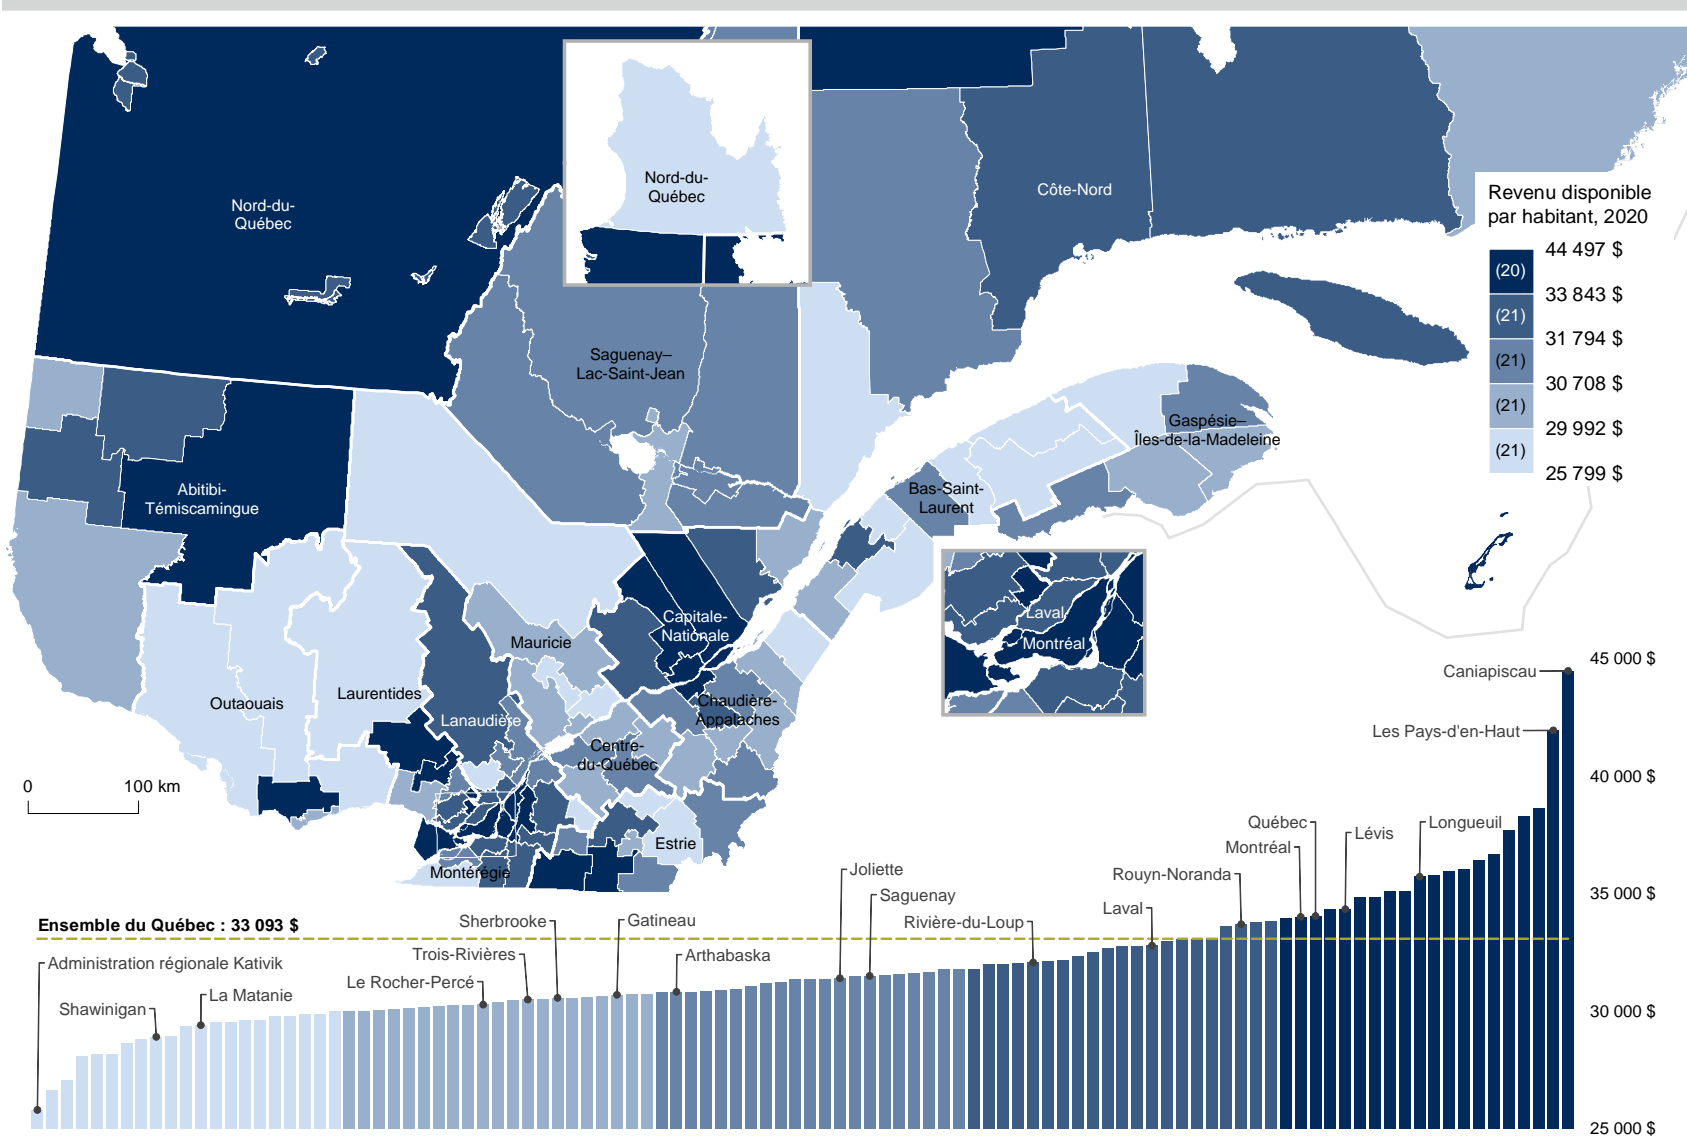 Nord-du-
Québec
Nord-du-
Québec
Côte-Nord
Revenu disponible
par habitant, 2020
44 497 $
(20)
33 843 $
(21)
31 794 $
(21)
30 708 $
(21)
29 992 $
(21)
25 799 $
Saguenay–
Lac-Saint-Jean
Gaspésie–
Îles-de-la-Madeleine
Abitibi-
Témiscamingue
Bas-Saint-
Laurent
Capitale-
Nationale
Laval
Montréal
Mauricie
Outaouais
Laurentides
Lanaudière
Chaudière-
Appalaches
Centre-
du-Québec
Estrie
Montérégie
0
100 km
45 000 $
Caniapiscau
Les Pays-d'en-Haut
40 000 $
Québec
Longueuil
Lévis
Montréal
Rouyn-Noranda
35 000 $
Joliette
Saguenay
Laval
Rivière-du-Loup
Ensemble du Québec : 33 093 $
Sherbrooke
Gatineau
Trois-Rivières
Arthabaska
Administration régionale Kativik
Le Rocher-Percé
La Matanie
Shawinigan
30 000 $
25 000 $